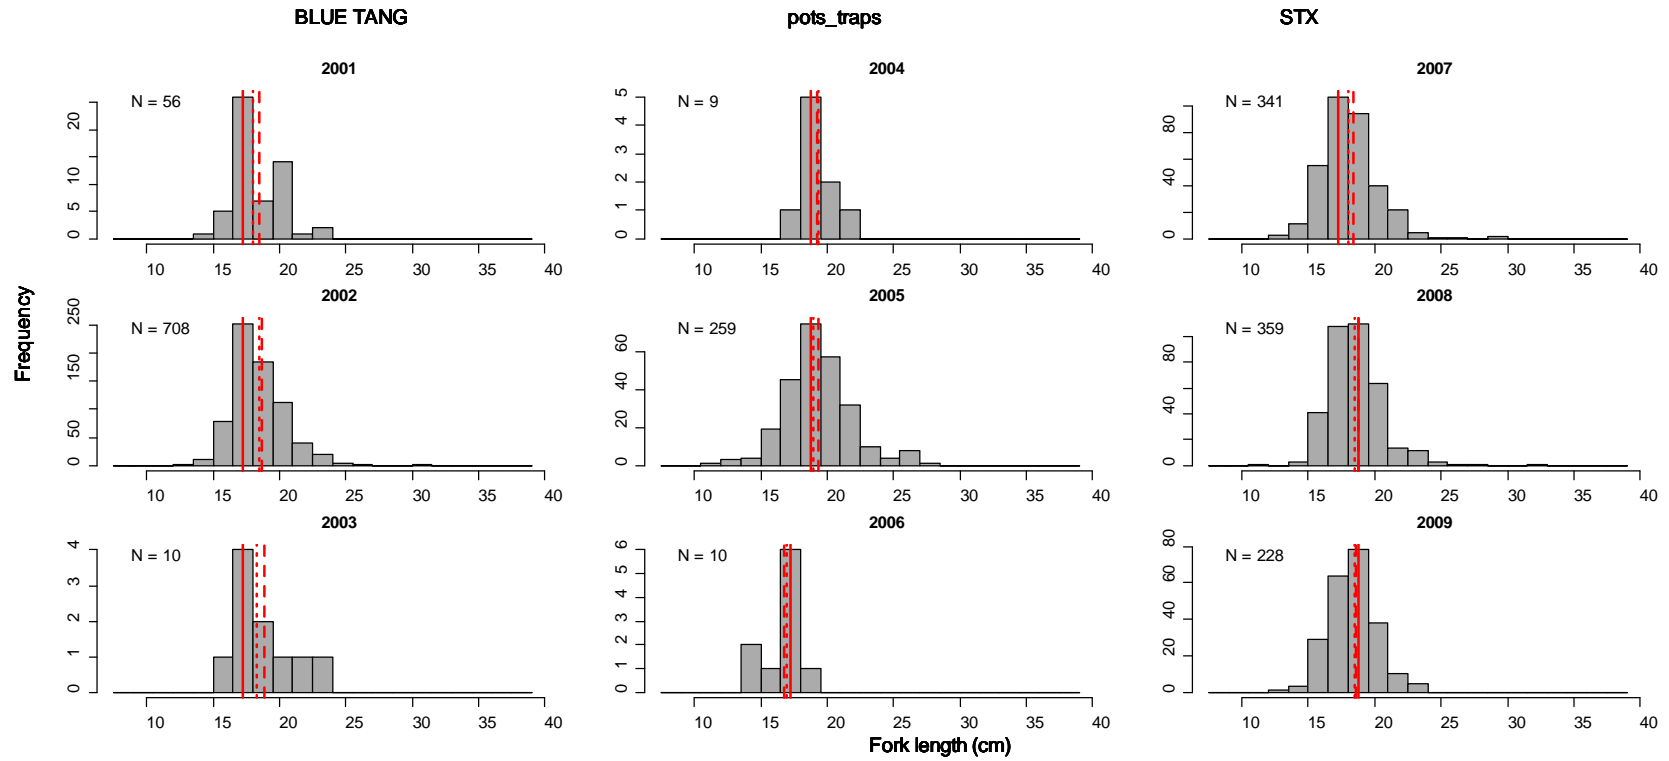 BLUE TANG pots_traps STX
2001 2004 2007
N = 56 N = 9 N = 341
0 5 10 20
0 1 2 3 4 5
0 40 80
10 15 20 25 30 35 40
10 15 20 25 30 35 40
10 15 20 25 30 35 40
2002 2005 2008
N = 708 N = 259 N = 359
0 50 150 250
0 20 40 60
0 40 80
Frequency
10 15 20 25 30 35 40
10 15 20 25 30 35 40
10 15 20 25 30 35 40
2003 2006 2009
N = 10 N = 10 N = 228
0 1 2 3 4
0 1 2 3 4 5 6
0 20 40 60 80
10 15 20 25 30 35 40
10 15 20 25 30 35 40
10 15 20 25 30 35 40
Fork length (cm)